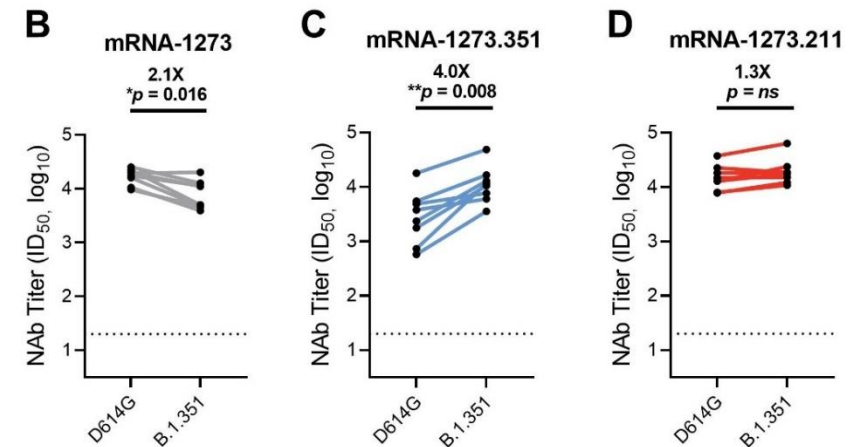 B
mRNA-1273
2.1X
*p = 0.016
NAb Titer (ID50, log10)
5
4
3
2
1
D614G
B.1.351
C
mRNA-1273.351
4.0X
**p = 0.008
NAb Titer (ID50, log10)
5
4
3
2
1
D614G
B.1.351
D
mRNA-1273.211
1.3X
p = ns
NAb Titer (ID50, log10)
5
4
3
2
1
D614G
B.1.351